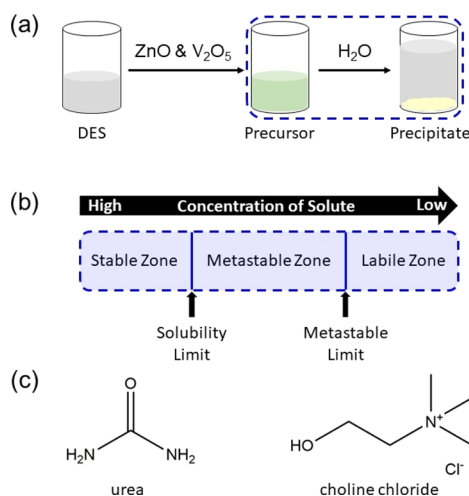 (a)
ZnO & V₂O₅
H₂O
DES
Precursor
Precipitate
(b)
High
Concentration of Solute
Low
Stable Zone
Metastable Zone
Labile Zone
Solubility
Limit
Metastable
Limit
(c)
O
H₂N
NH₂
urea
HO
N⁺
Cl⁻
choline chloride